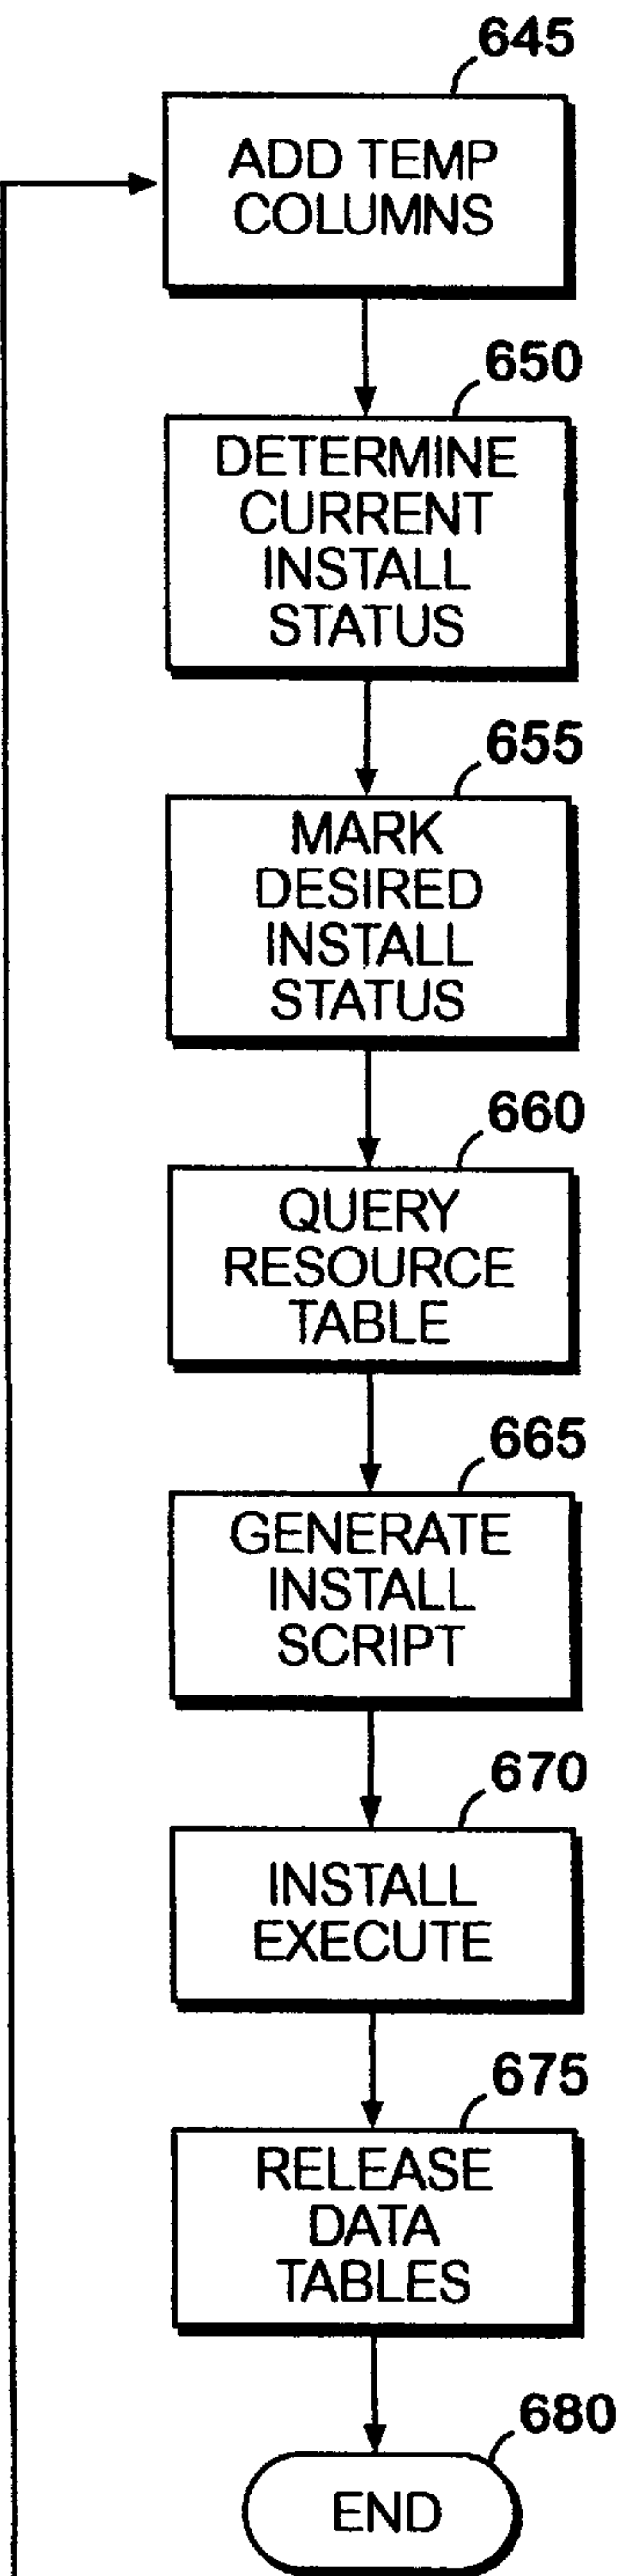 645
ADD TEMP
COLUMNS
650
DETERMINE
CURRENT
INSTALL
STATUS
655
MARK
DESIRED
INSTALL
STATUS
660
QUERY
RESOURCE
TABLE
665
GENERATE
INSTALL
SCRIPT
670
INSTALL
EXECUTE
675
RELEASE
DATA
TABLES
680
END